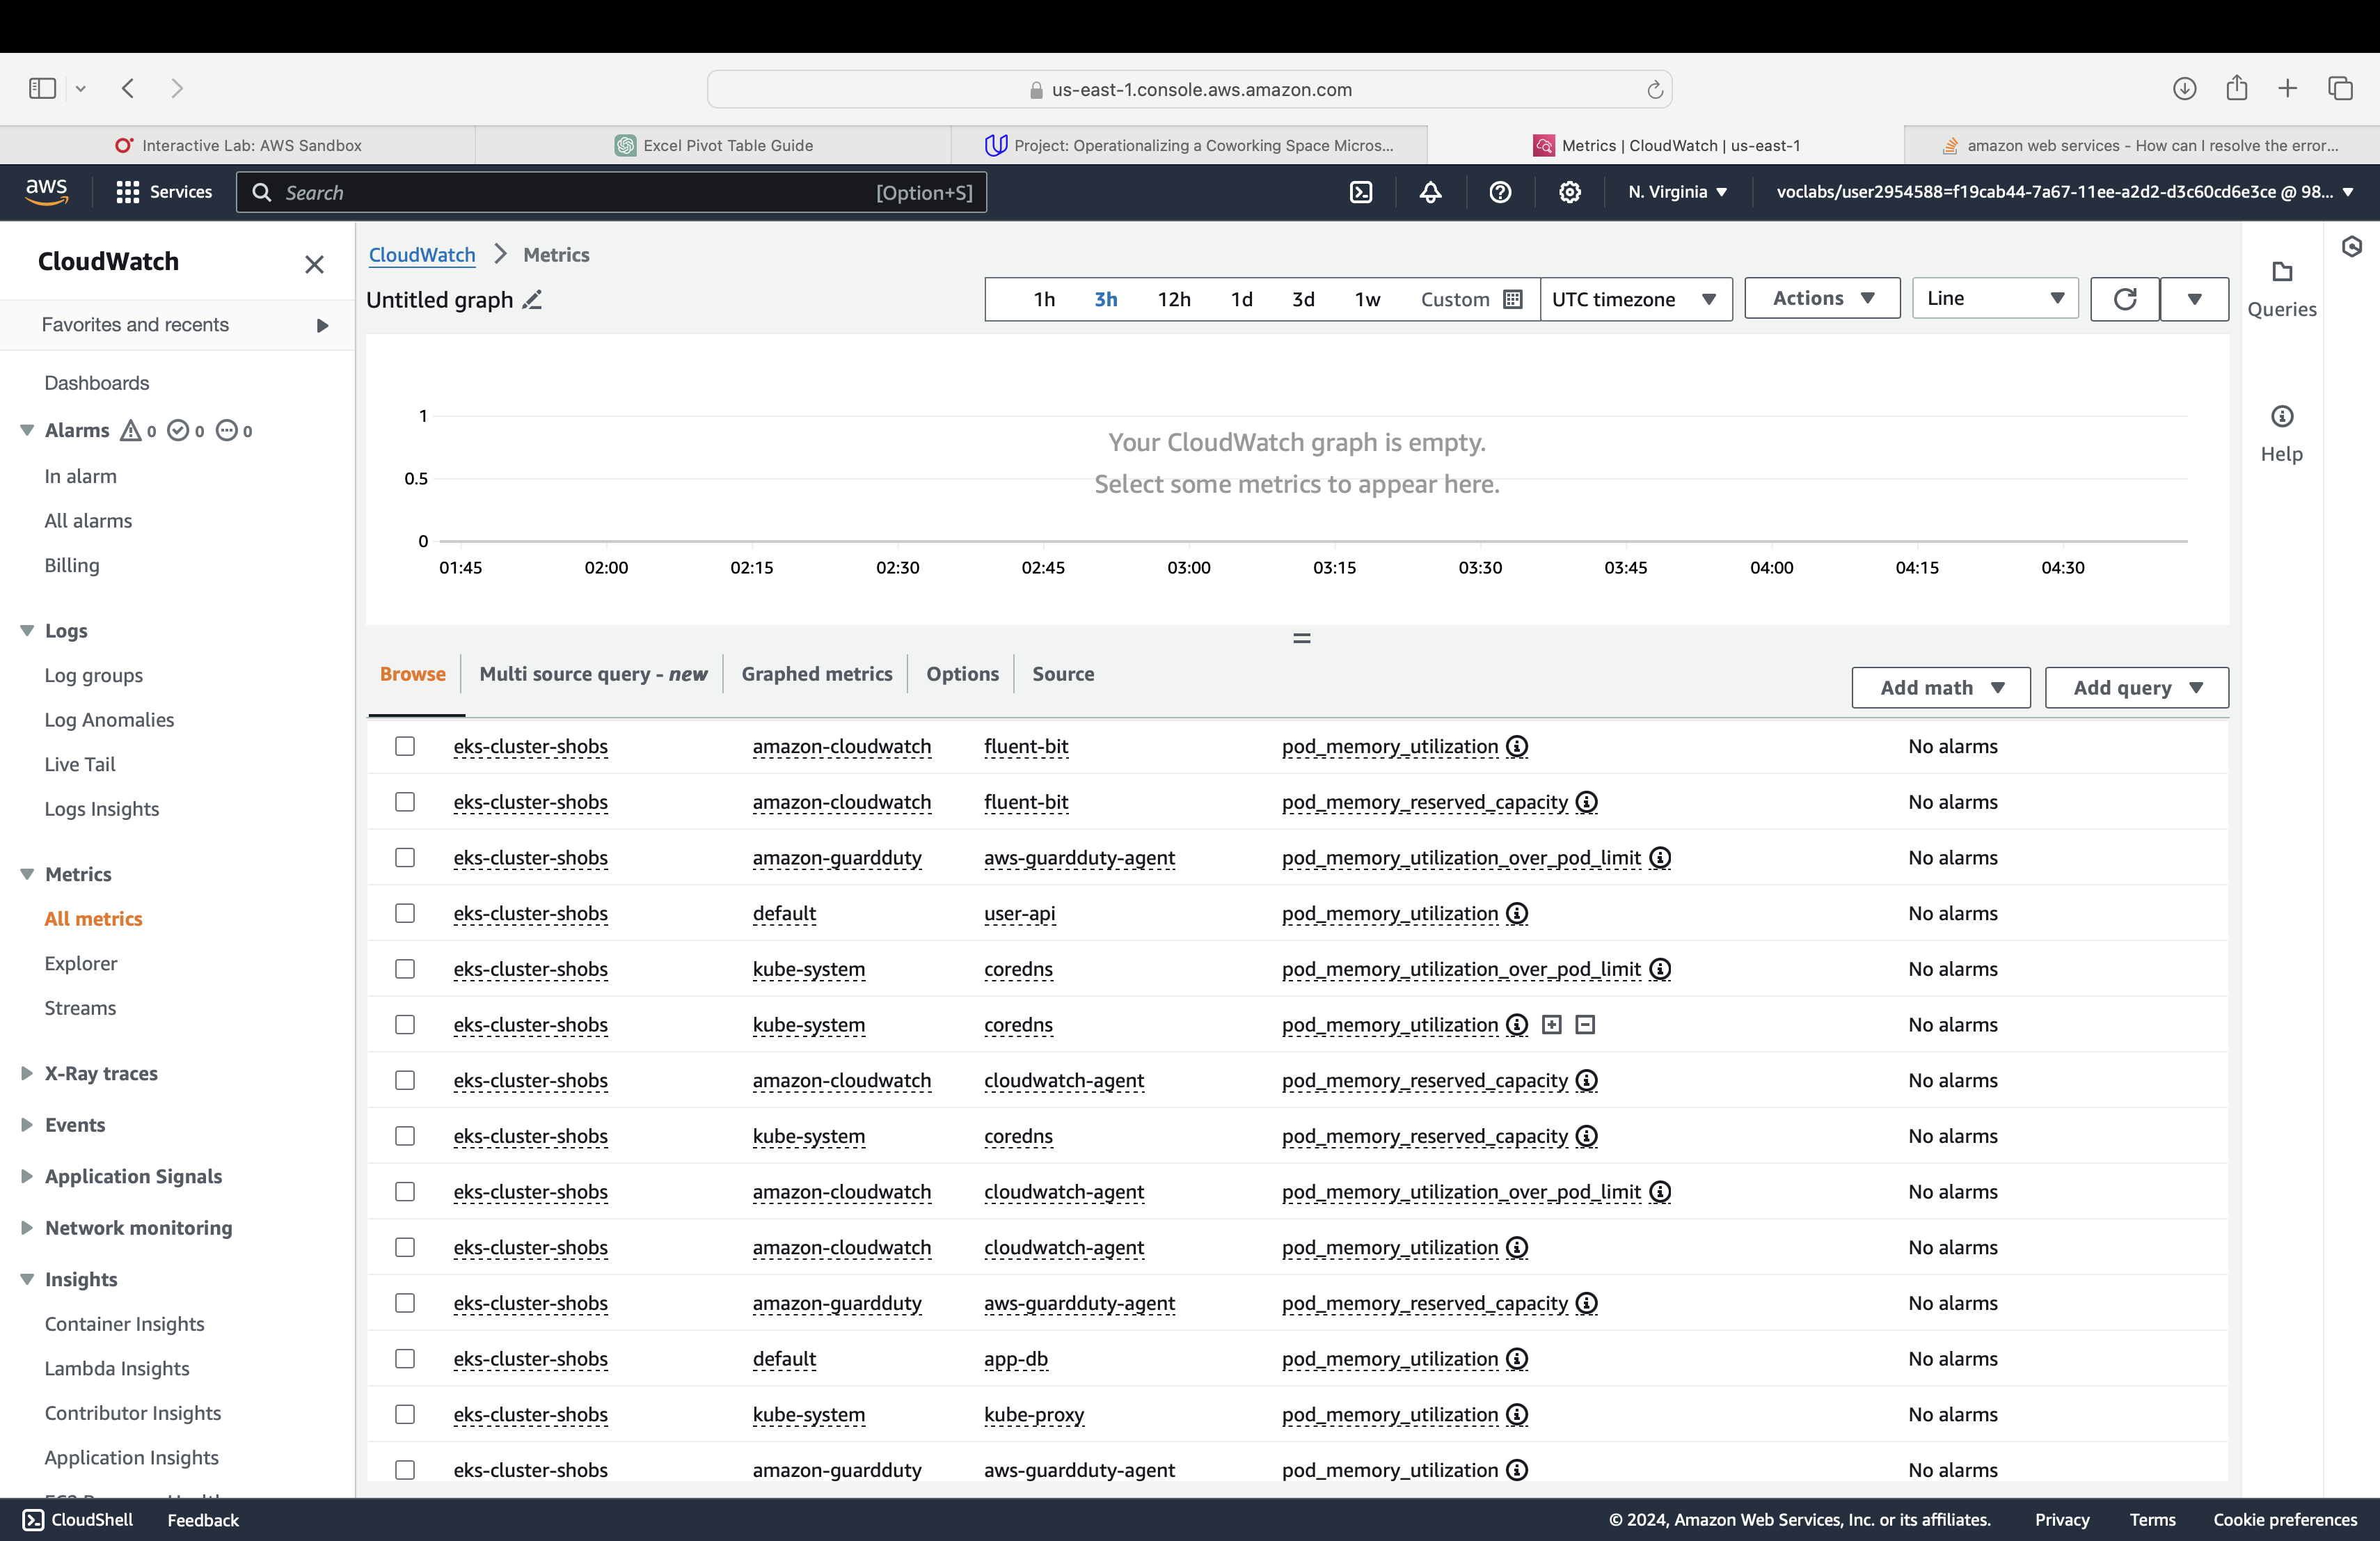 us-east-1.console.aws.amazon.com
Interactive Lab: AWS Sandbox
Excel Pivot Table Guide
Project: Operationalizing a Coworking Space Micros...
Metrics | CloudWatch | us-east-1
amazon web services - How can I resolve the error...
aws
Services
Search
[Option+S]
N. Virginia
voclabs/user2954588=f19cab44-7a67-11ee-a2d2-d3c60cd6e3ce @ 98...
CloudWatch
Favorites and recents
Dashboards
Alarms 0 0 0
In alarm
All alarms
Billing
Logs
Log groups
Log Anomalies
Live Tail
Logs Insights
Metrics
All metrics
Explorer
Streams
X-Ray traces
Events
Application Signals
Network monitoring
Insights
Container Insights
Lambda Insights
Contributor Insights
Application Insights
CloudWatch > Metrics
Untitled graph
1h 3h 12h 1d 3d 1w Custom
UTC timezone
Actions
Line
Queries
Help
1
0.5
0
Your CloudWatch graph is empty.
Select some metrics to appear here.
01:45 02:00 02:15 02:30 02:45 03:00 03:15 03:30 03:45 04:00 04:15 04:30
Browse
Multi source query - new
Graphed metrics
Options
Source
Add math
Add query
eks-cluster-shobs amazon-cloudwatch fluent-bit pod_memory_utilization No alarms
eks-cluster-shobs amazon-cloudwatch fluent-bit pod_memory_reserved_capacity No alarms
eks-cluster-shobs amazon-guardduty aws-guardduty-agent pod_memory_utilization_over_pod_limit No alarms
eks-cluster-shobs default user-api pod_memory_utilization No alarms
eks-cluster-shobs kube-system coredns pod_memory_utilization_over_pod_limit No alarms
eks-cluster-shobs kube-system coredns pod_memory_utilization No alarms
eks-cluster-shobs amazon-cloudwatch cloudwatch-agent pod_memory_reserved_capacity No alarms
eks-cluster-shobs kube-system coredns pod_memory_reserved_capacity No alarms
eks-cluster-shobs amazon-cloudwatch cloudwatch-agent pod_memory_utilization_over_pod_limit No alarms
eks-cluster-shobs amazon-cloudwatch cloudwatch-agent pod_memory_utilization No alarms
eks-cluster-shobs amazon-guardduty aws-guardduty-agent pod_memory_reserved_capacity No alarms
eks-cluster-shobs default app-db pod_memory_utilization No alarms
eks-cluster-shobs kube-system kube-proxy pod_memory_utilization No alarms
eks-cluster-shobs amazon-guardduty aws-guardduty-agent pod_memory_utilization No alarms
CloudShell
Feedback
© 2024, Amazon Web Services, Inc. or its affiliates.
Privacy
Terms
Cookie preferences